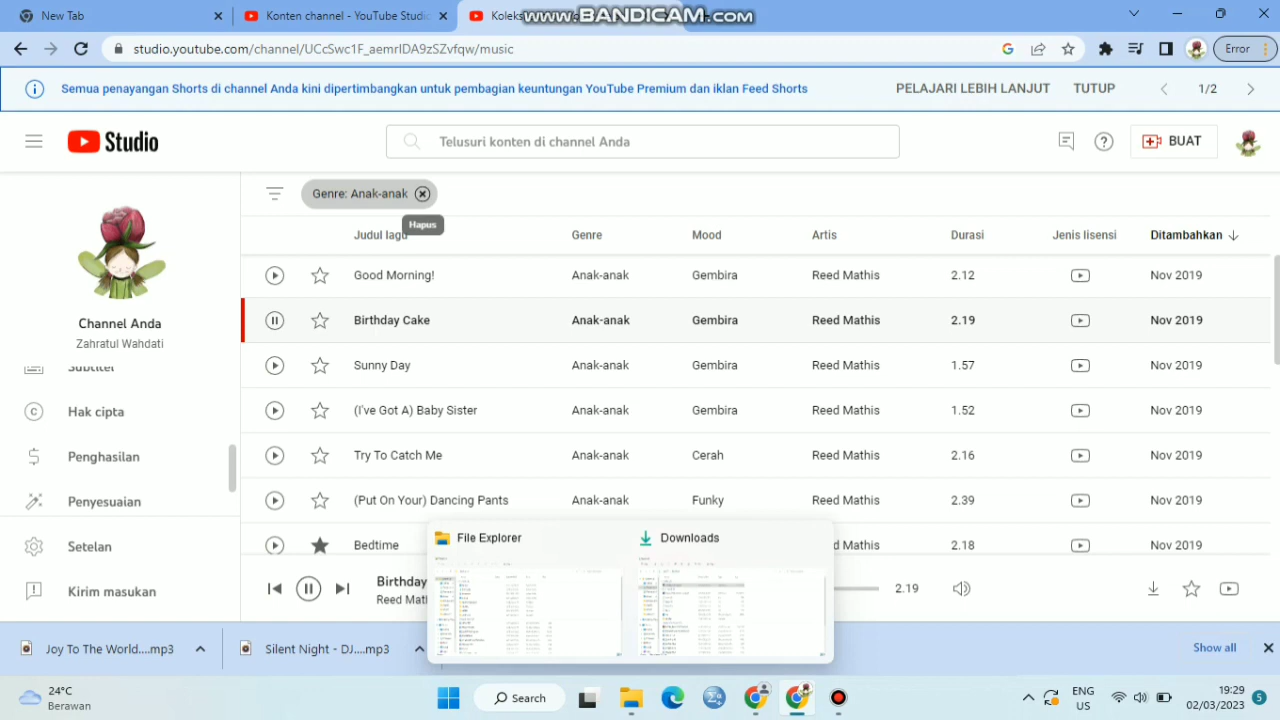 New Tab
YouTube Studic
Koleks
www.BANDICAM.com
studio.youtube.com/channel/UCcSwc1F_aemrIDA9zSZvfqw/music
Error
Semua penayangan Shorts di channel Anda kini dipertimbangkan untuk pembagian keuntungan YouTube Premium dan iklan Feed Shorts
PELAJARI LEBIH LANJUT
TUTUP
1/2
Studio
Telusuri konten di channel Anda
BUAT
Genre: Anak-anak
Hapus
Judul lagu Genre Mood Artis Durasi Jenis lisensi Ditambahkan
Good Morning! Anak-anak Gembira Reed Mathis 2.12 Nov 2019
Birthday Cake Anak-anak Gembira Reed Mathis 2.19 Nov 2019
Sunny Day Anak-anak Gembira Reed Mathis 1.57 Nov 2019
(I've Got A) Baby Sister Anak-anak Gembira Reed Mathis 1.52 Nov 2019
Try To Catch Me Anak-anak Cerah Reed Mathis 2.16 Nov 2019
(Put On Your) Dancing Pants Anak-anak Funky Reed Mathis 2.39 Nov 2019
Bedtime d Mathis 2.18 Nov 2019
Channel Anda
Zahratul Wahdati
Subtitel
Hak cipta
Penghasilan
Penyesuaian
Setelan
Kirim masukan
File Explorer
Downloads
Birthday
Reed Mat
2.19
Joy To The World....mp3
Silent Night - DJ....mp3
Show all
24°C
Berawan
Search
ENG
US
19:29
02/03/2023
5